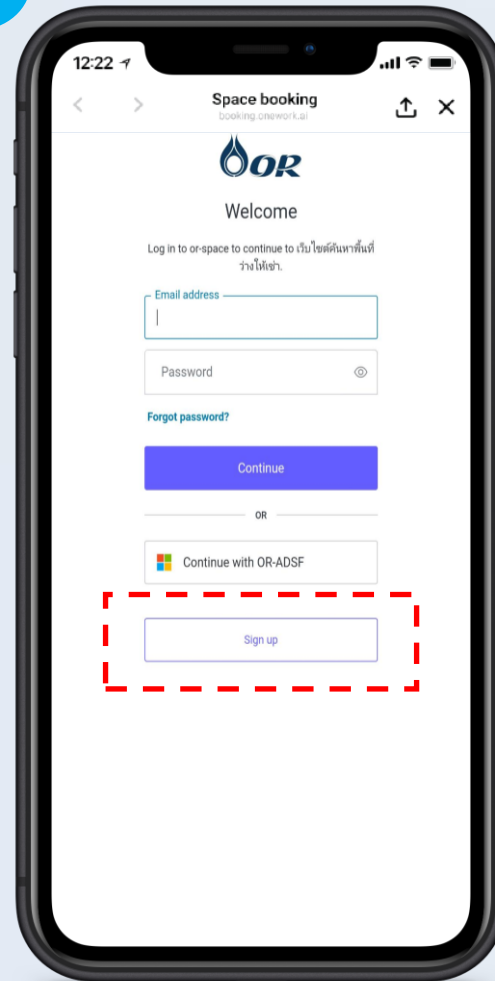 12:22
Space booking
booking.onework.ai
OR
Welcome
Log in to or-space to continue to เว็บไซต์ค้นหาพื้นที่
ว่างให้เช่า.
Email address
Password
Forgot password?
Continue
OR
Continue with OR-ADSF
Sign up